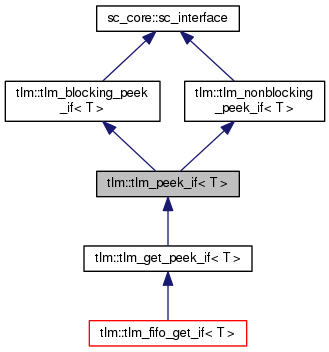 sc_core::sc_interface
tlm::tlm_blocking_peek
_if< T >
tlm::tlm_nonblocking
_peek_if< T >
tlm::tlm_peek_if< T >
tlm::tlm_get_peek_if< T >
tlm::tlm_fifo_get_if< T >